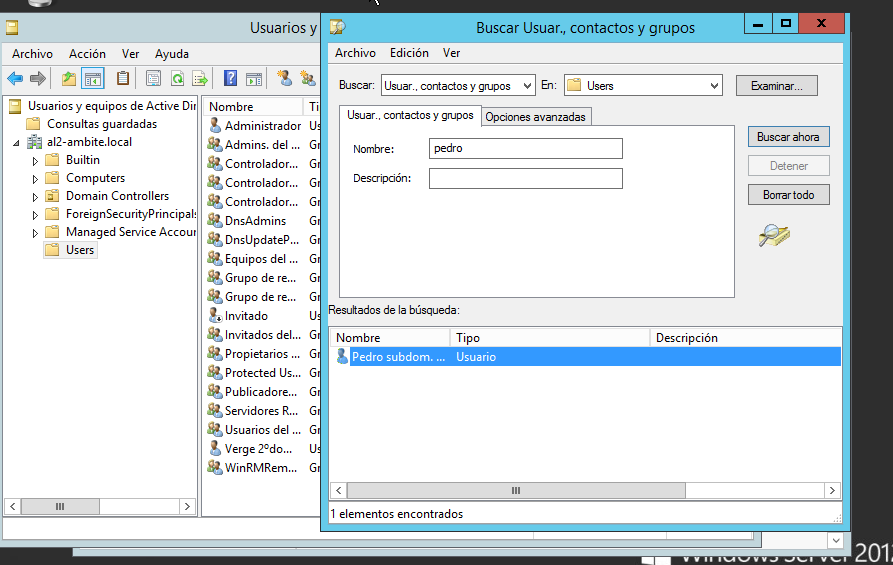 Usuarios y
Archivo Acción Ver Ayuda
Usuarios y equipos de Active Dir
Consultas guardadas
al2-ambite.local
Builtin
Computers
Domain Controllers
ForeignSecurityPrincipals
Managed Service Accour
Users
Nombre Ti
Administrador Us
Admins. del ... Gr
Controlador... Gr
Controlador... Gr
Controlador... Gr
DnsAdmins Gr
DnsUpdateP... Gr
Equipos del ... Gr
Grupo de re... Gr
Grupo de re... Gr
Invitado Us
Invitados del... Gr
Propietarios ... Gr
Protected Us... Gr
Publicadore... Gr
Servidores R... Gr
Usuarios del ... Gr
Verge 2ºdo... Us
WinRMRem... Gr
Buscar Usuar., contactos y grupos
Archivo Edición Ver
Buscar: Usuar., contactos y grupos En: Users Examinar...
Usuar., contactos y grupos Opciones avanzadas
Nombre: pedro
Descripción:
Buscar ahora
Detener
Borrar todo
Resultados de la búsqueda:
Nombre Tipo Descripción
Pedro subdom. ... Usuario
1 elementos encontrados
Windows Server 2012